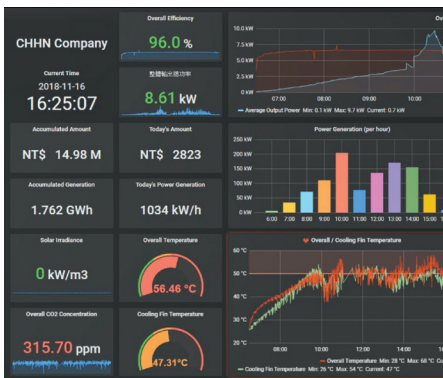 CHHN Company
Current Time
2018-11-16
16:25:07
Overall Efficiency
96.0 %
整體輸出總功率
8.61 kW
Accumulated Amount
NT$ 14.98 M
Today's Amount
NT$ 2823
Accumulated Generation
1.762 GWh
Today's Power Generation
1034 kW/h
Solar Irradiance
0 kW/m3
Overall Temperature
56.46 °C
Overall CO2 Concentration
315.70 ppm
Cooling Fin Temperature
47.31°C
Ov
10.0 kW
7.5 kW
5.0 kW
2.5 kW
0 kW
07:00 08:00 09:00 10:00
Average Output Power Min: 0.1 kW Max: 9.7 kW Current: 0.7 kW
Power Generation (per hour)
250 kW
200 kW
150 kW
100 kW
50 kW
0 kW
6:00 7:00 8:00 9:00 10:00 11:00 12:00 13:00 14:00 15:00
Overall / Cooling Fin Temperature
60 °C
50 °C
40 °C
30 °C
20 °C
08:00 10:00 12:00 14:00 16:0
Overall Temperature Min: 28 °C Max: 68 °C Cu
Cooling Fin Temperature Min: 26 °C Max: 54 °C Current: 47 °C